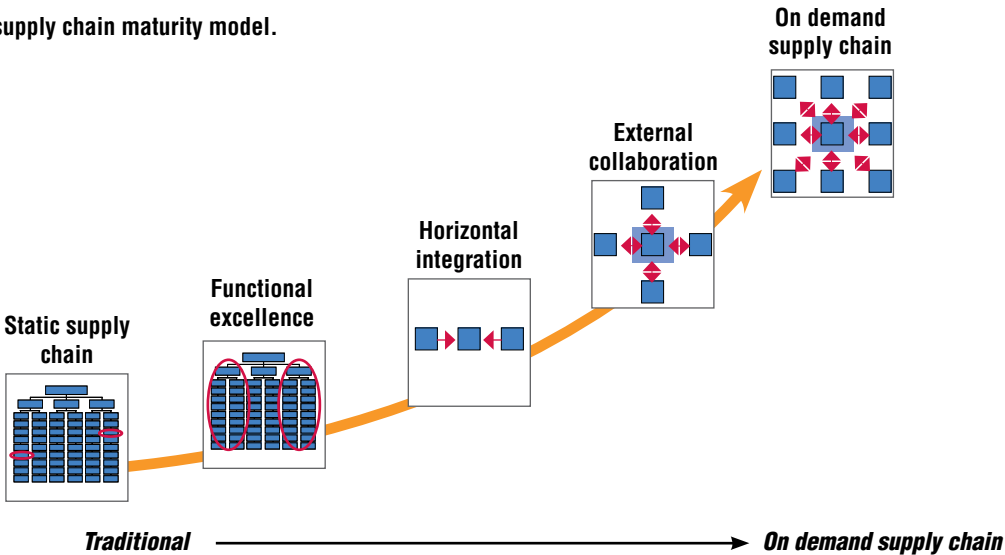 supply chain maturity model.
On demand
supply chain
External
collaboration
Horizontal
integration
Functional
excellence
Static supply
chain
Traditional
On demand supply chain